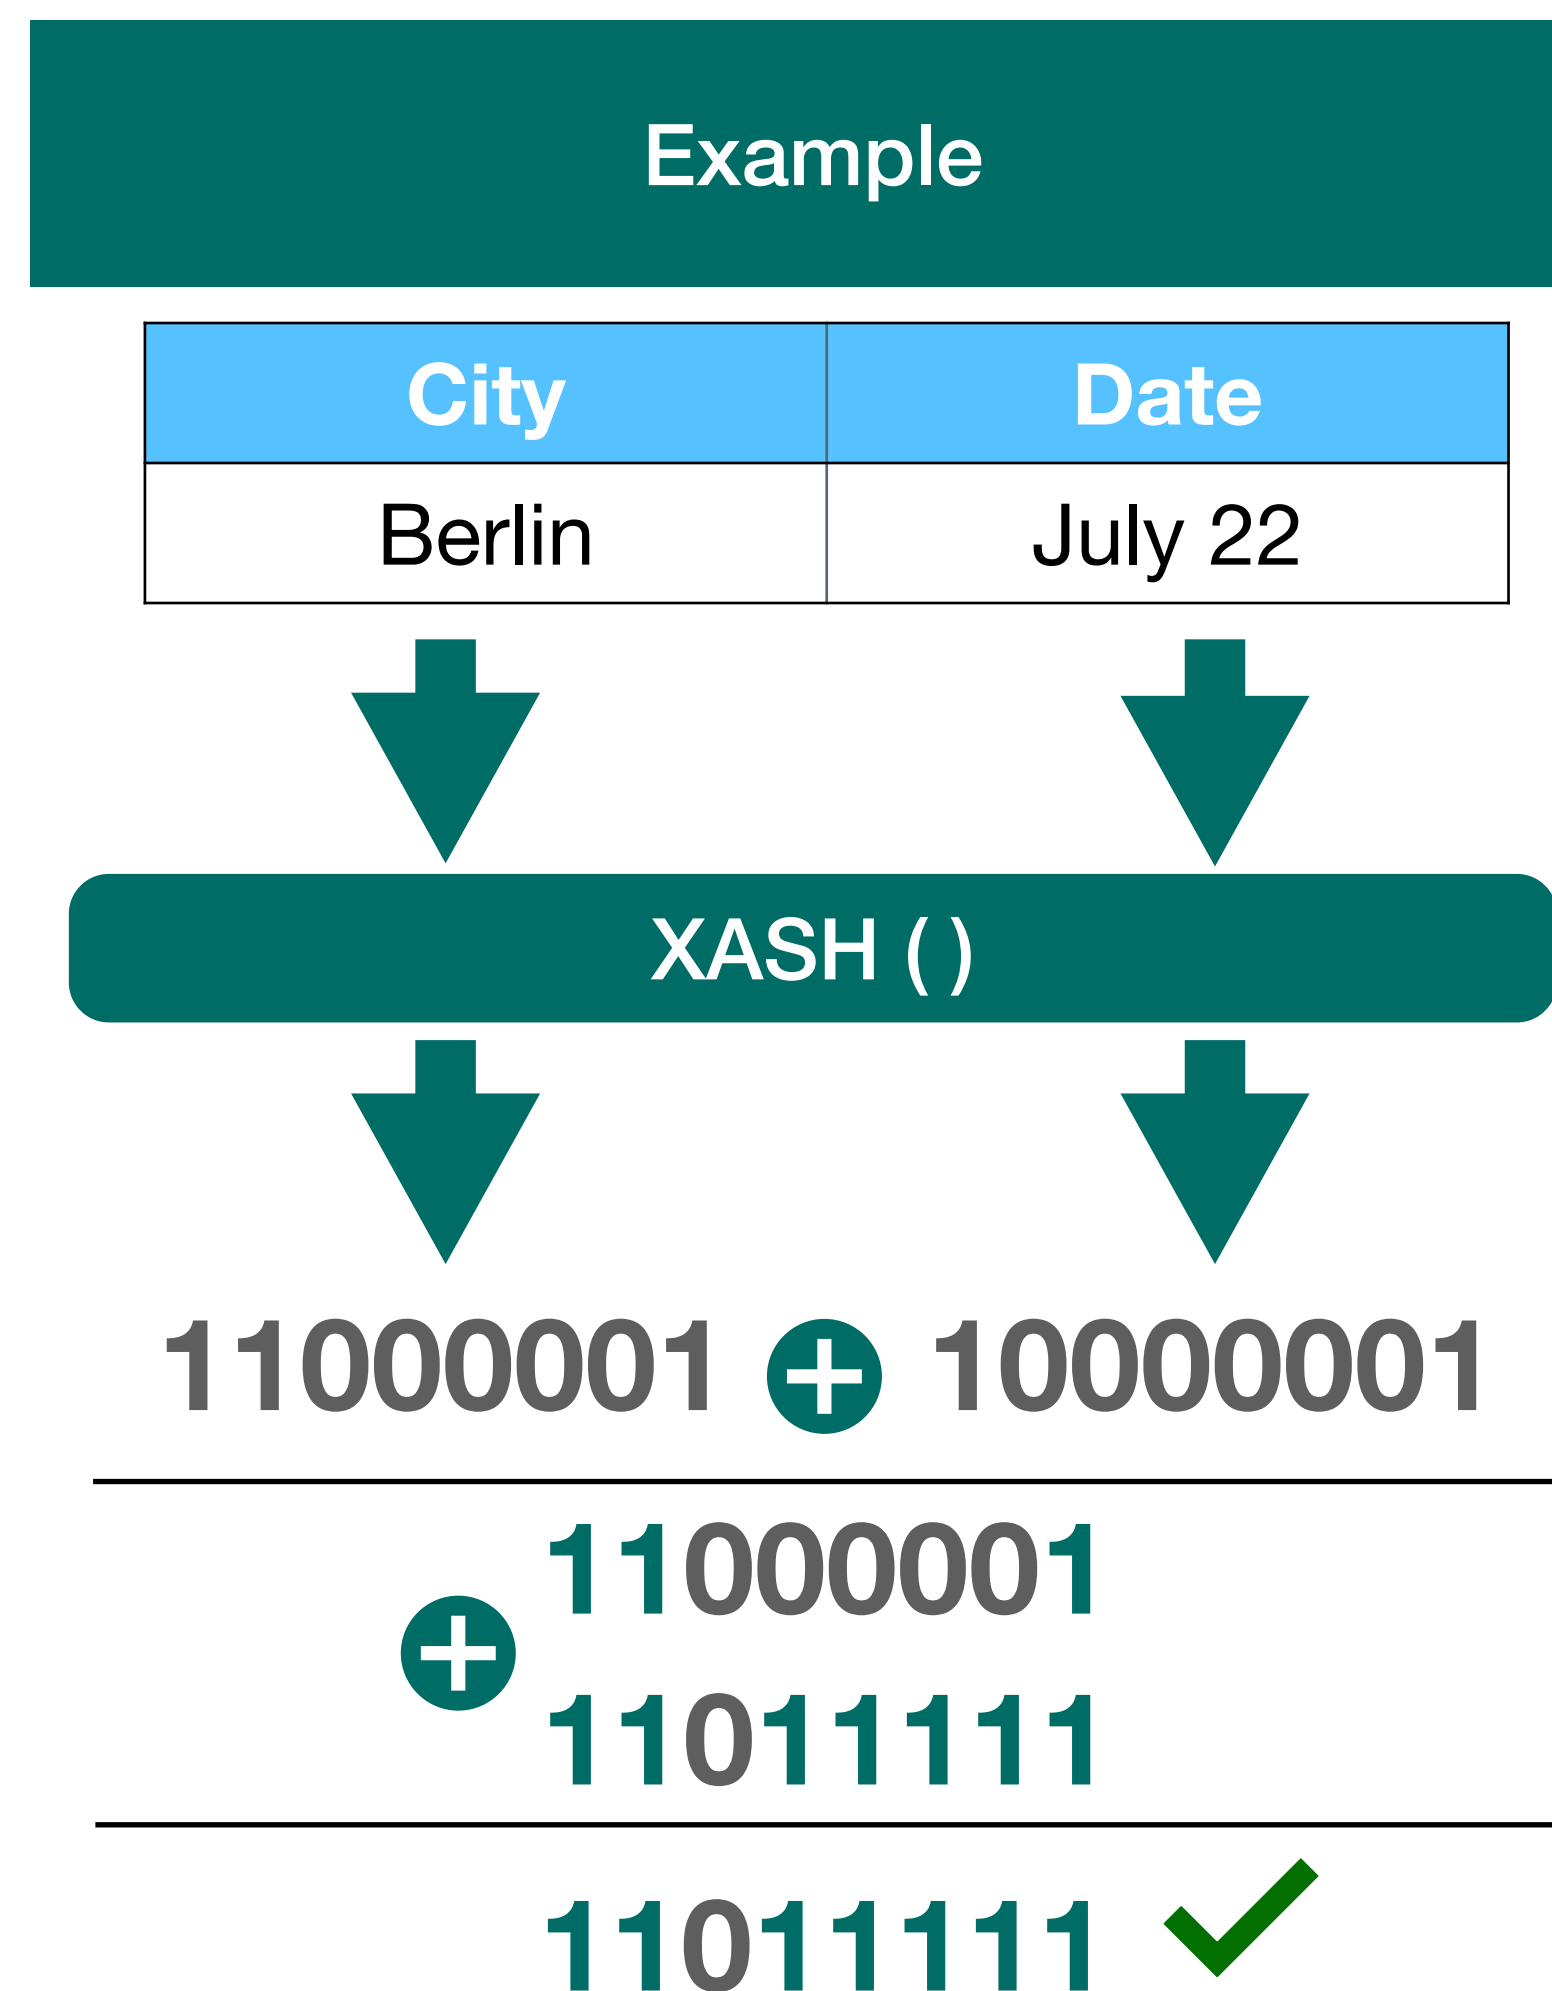 Example
City Date
Berlin July 22
XASH ( )
11000001 + 10000001
11000001
+
11011111
11011111